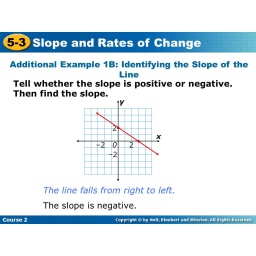 5-3 Slope and Rates of Change
Additional Example 1B: Identifying the Slope of the
Line
Tell whether the slope is positive or negative.
Then find the slope.
y
2
x
−2 0 2
−2
The line falls from right to left.
The slope is negative.
Course 2
Copyright © by Holt, Rinehart and Winston. All Rights Reserved.